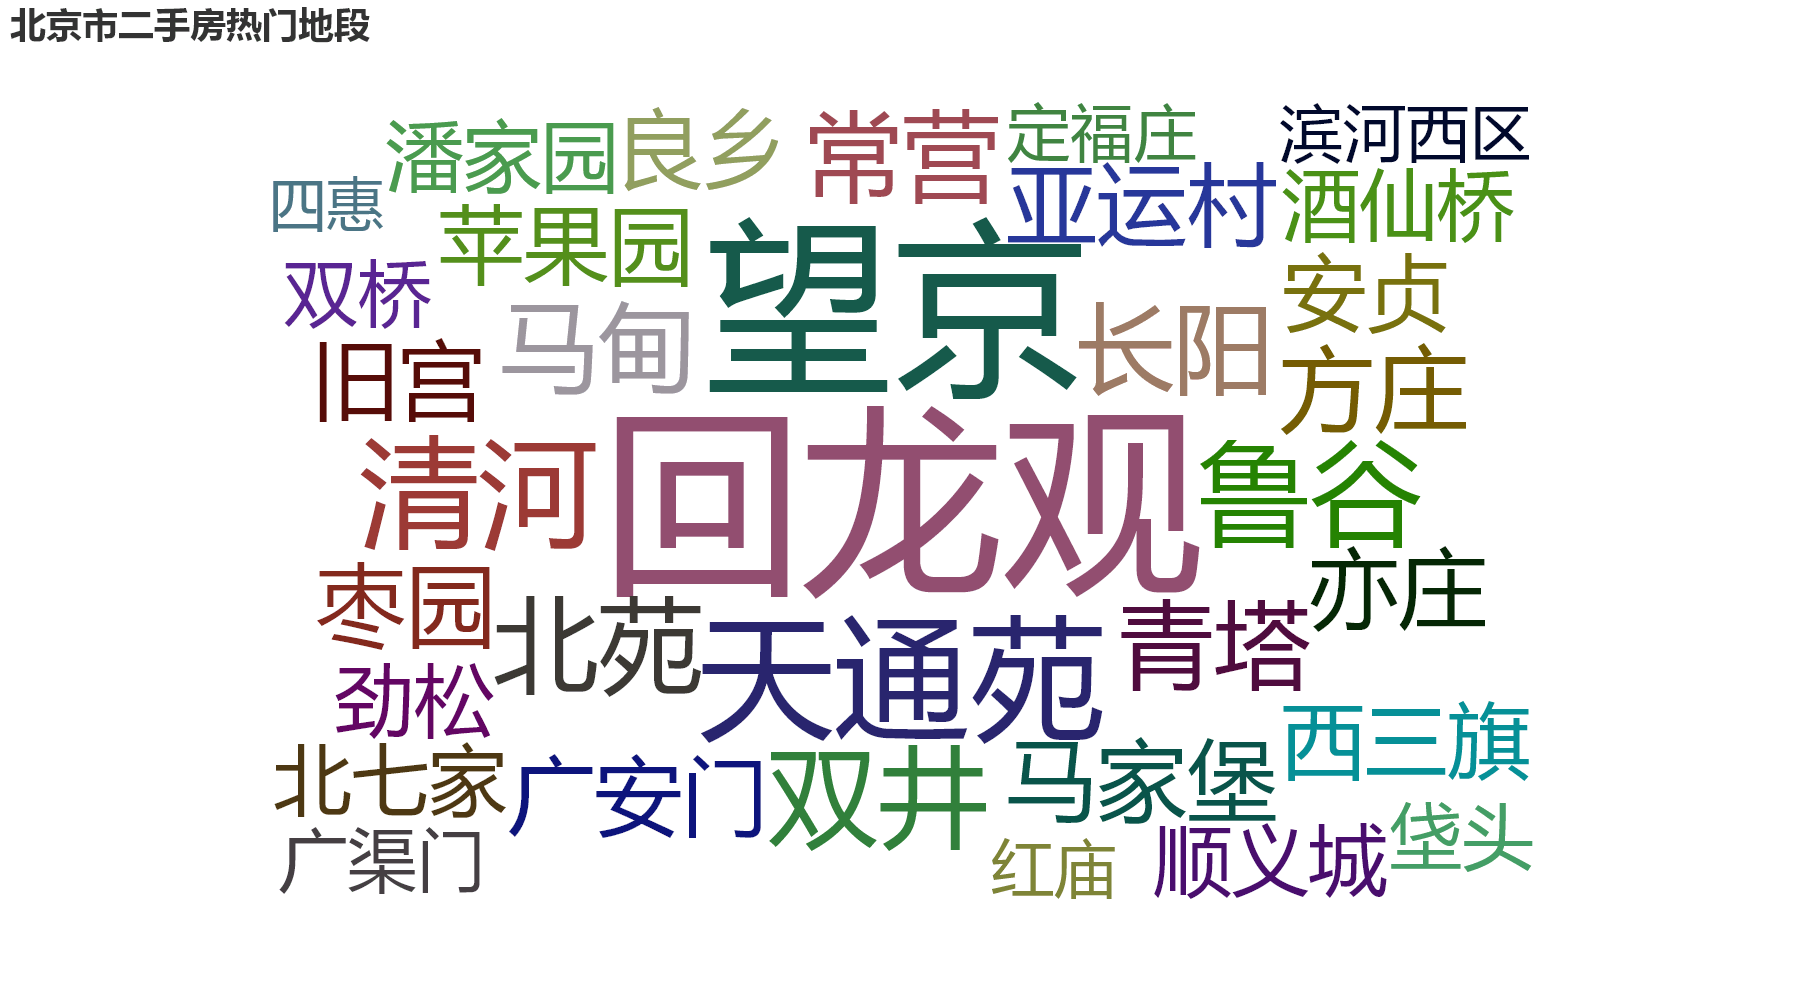 北京市二手房热门地段
潘家园
良乡
常营
定福庄
滨河西区
四惠
苹果园
望京
亚运村
酒仙桥
双桥
马甸
长阳
安贞
旧宫
方庄
清河
回龙观
鲁谷
枣园
北苑
天通苑
青塔
亦庄
劲松
西三旗
北七家
广安门
双井
马家堡
广渠门
红庙
顺义城
垡头